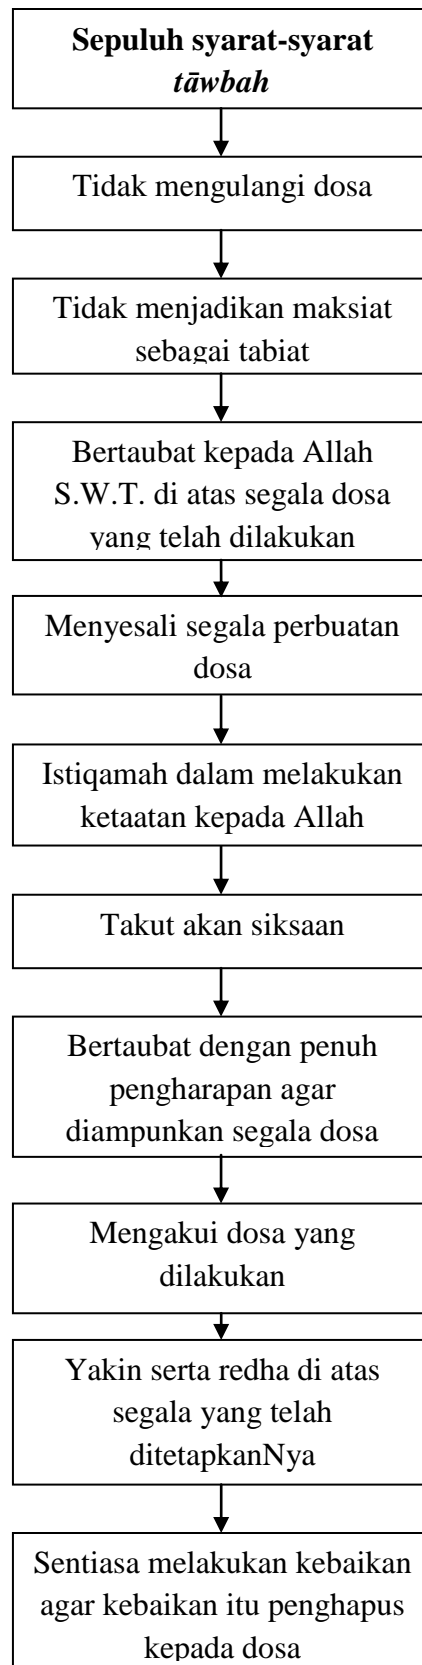 Sepuluh syarat-syarat
tāwbah
Tidak mengulangi dosa
Tidak menjadikan maksiat
sebagai tabiat
Bertaubat kepada Allah
S.W.T. di atas segala dosa
yang telah dilakukan
Menyesali segala perbuatan
dosa
Istiqamah dalam melakukan
ketaatan kepada Allah
Takut akan siksaan
Bertaubat dengan penuh
pengharapan agar
diampunkan segala dosa
Mengakui dosa yang
dilakukan
Yakin serta redha di atas
segala yang telah
ditetapkanNya
Sentiasa melakukan kebaikan
agar kebaikan itu penghapus
kepada dosa